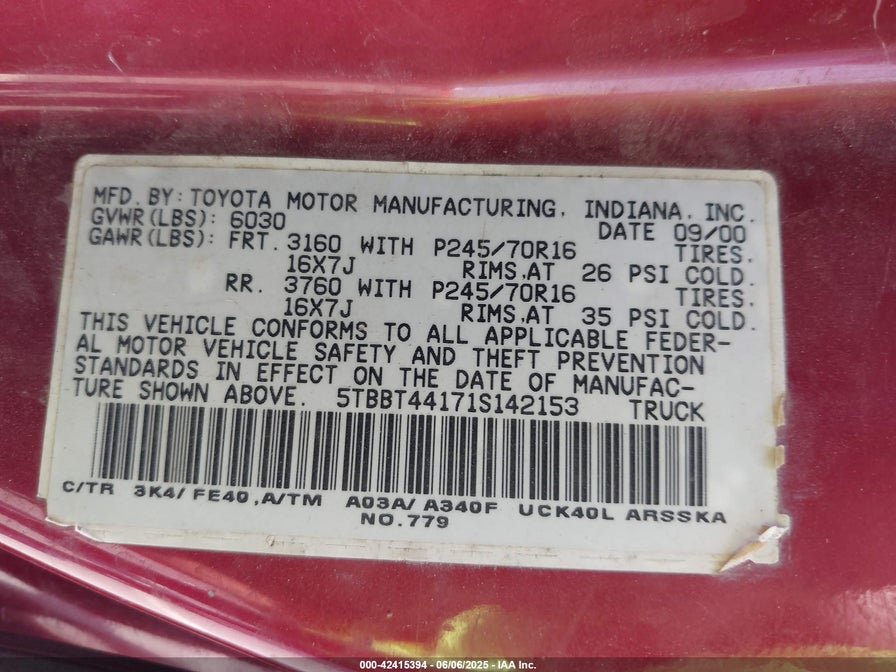 MFD. BY: TOYOTA MOTOR MANUFACTURING, INDIANA, INC.
GVWR(LBS): 6030 DATE 09/00
GAWR(LBS): FRT. 3160 WITH P245/70R16 TIRES.
16X7J RIMS,AT 26 PSI COLD.
RR. 3760 WITH P245/70R16 TIRES.
16X7J RIMS,AT 35 PSI COLD.
THIS VEHICLE CONFORMS TO ALL APPLICABLE FEDER-
AL MOTOR VEHICLE SAFETY AND THEFT PREVENTION
STANDARDS IN EFFECT ON THE DATE OF MANUFAC-
TURE SHOWN ABOVE. 5TBBT44171S142153 TRUCK
C/TR 3K4/ FE40 ,A/TM A03A/ A340F UCK40L ARSSKA
NO.779
000-42415394 | 06/06/2025 - © IAA Inc.